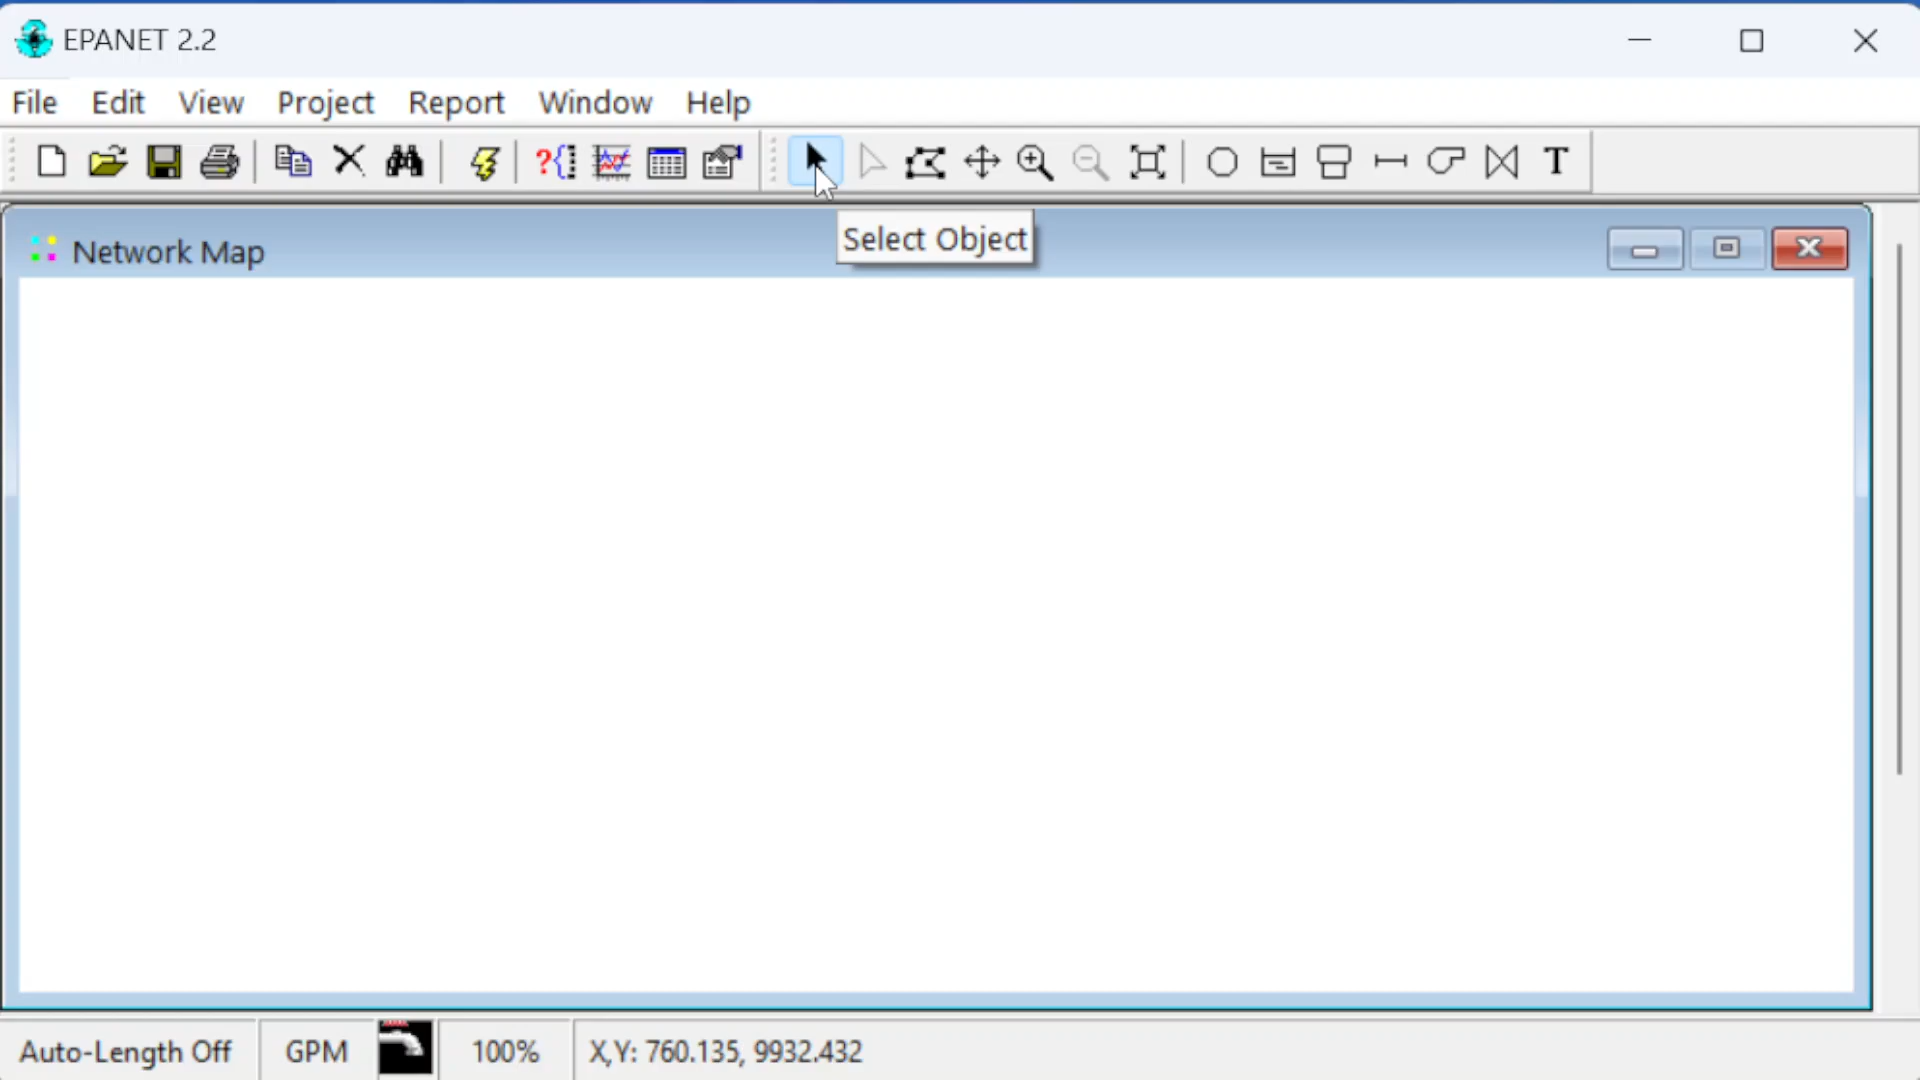 EPANET 2.2
File Edit View Project Report Window Help
T
Select Object
Network Map
Auto-Length Off GPM 100% X,Y: 760.135, 9932.432